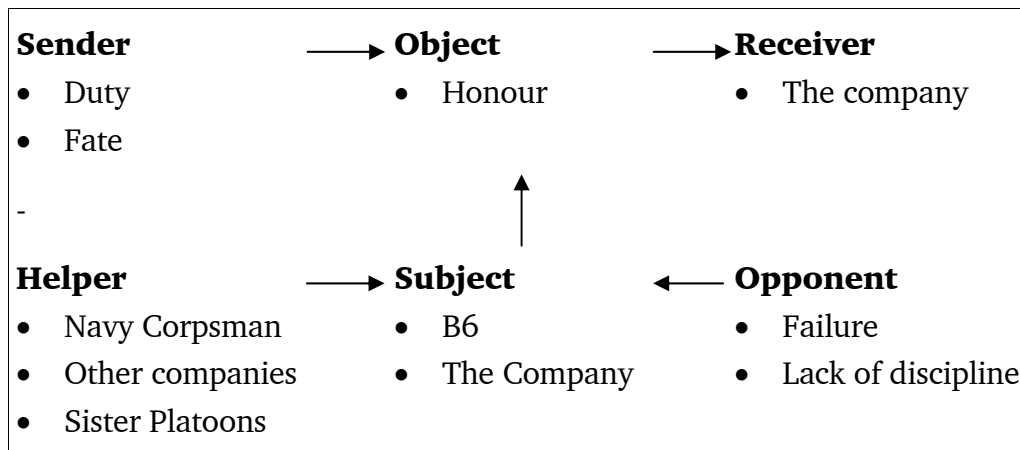 Sender Object Receiver
• Duty • Honour • The company
• Fate
-
Helper Subject Opponent
• Navy Corpsman • B6 • Failure
• Other companies • The Company • Lack of discipline
• Sister Platoons